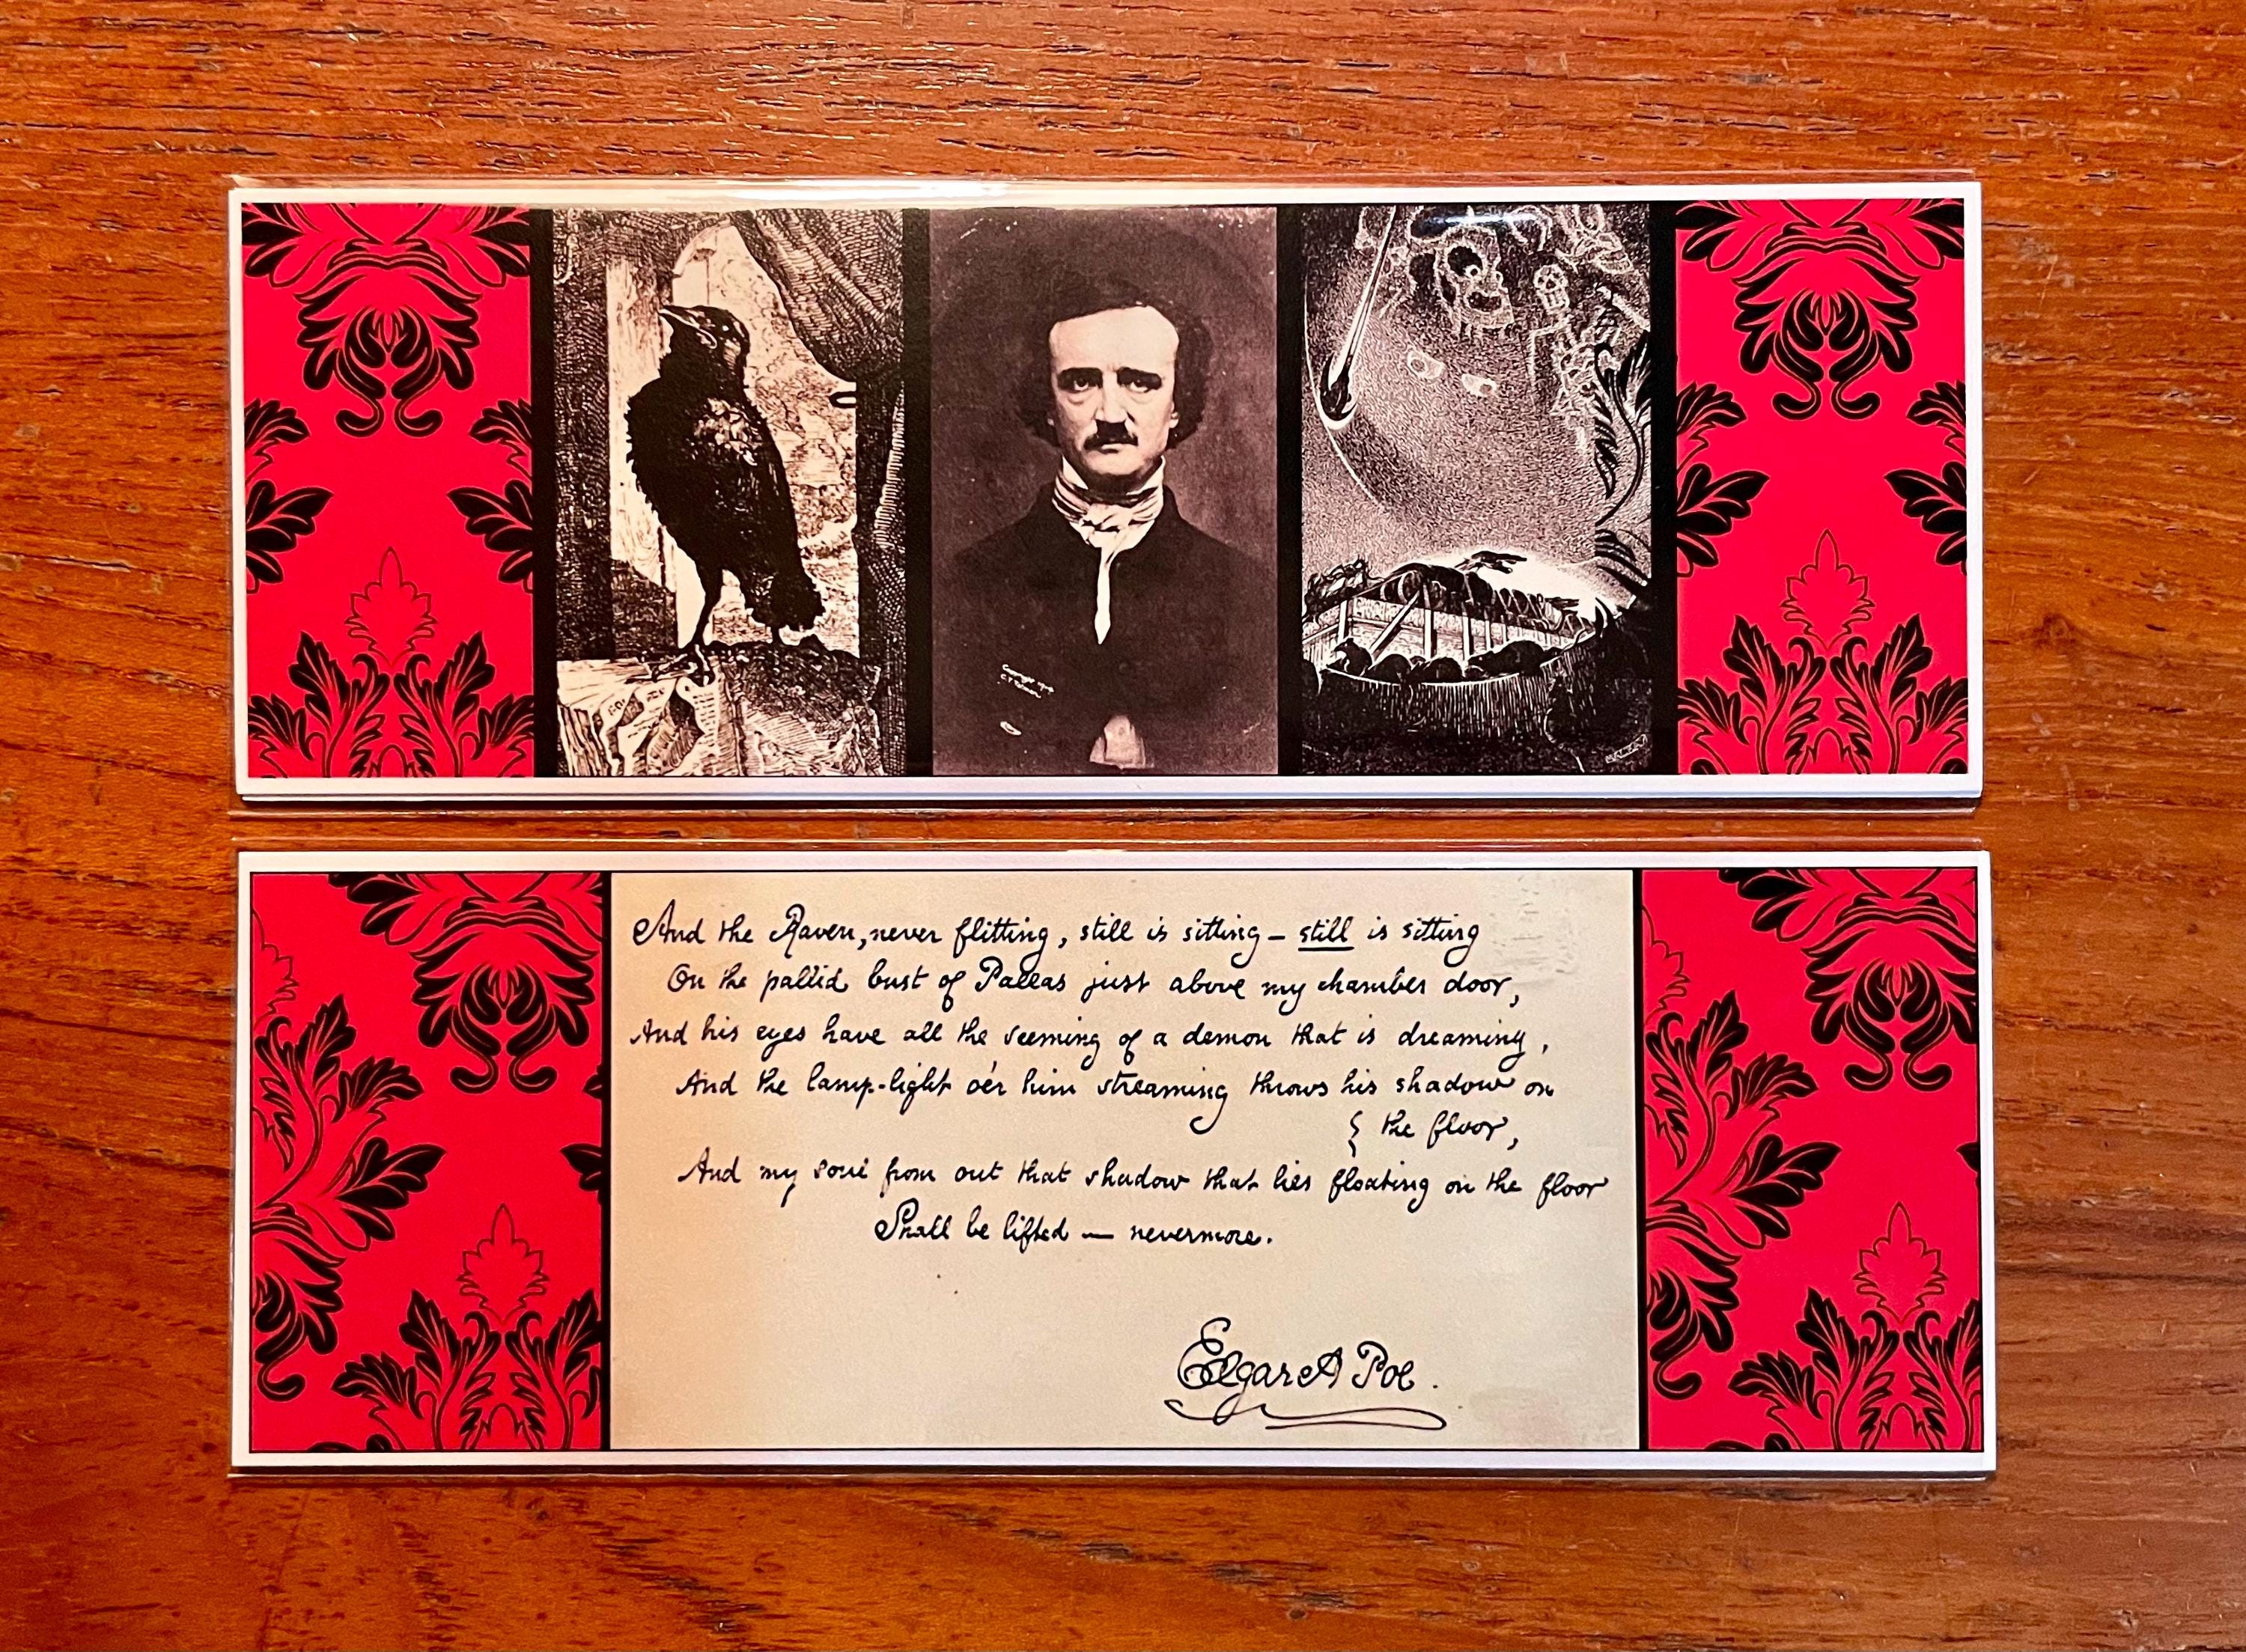 And the Raven, never flitting, still is sitting – still is sitting
On the pallid bust of Pallas just above my chamber door,
And his eyes have all the seeming of a demon that is dreaming,
And the lamp-light o'er him streaming throws his shadow on
{ the floor,
And my soul from out that shadow that lies floating on the floor
Shall be lifted — nevermore.
Edgar A Poe.